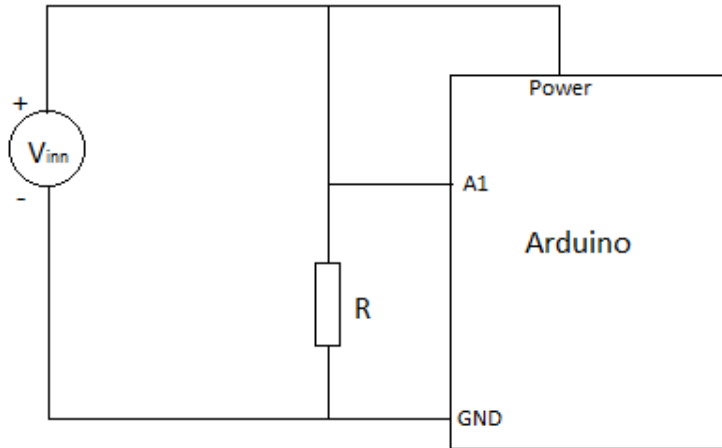 Power
+
Vinn
-
A1
Arduino
R
GND